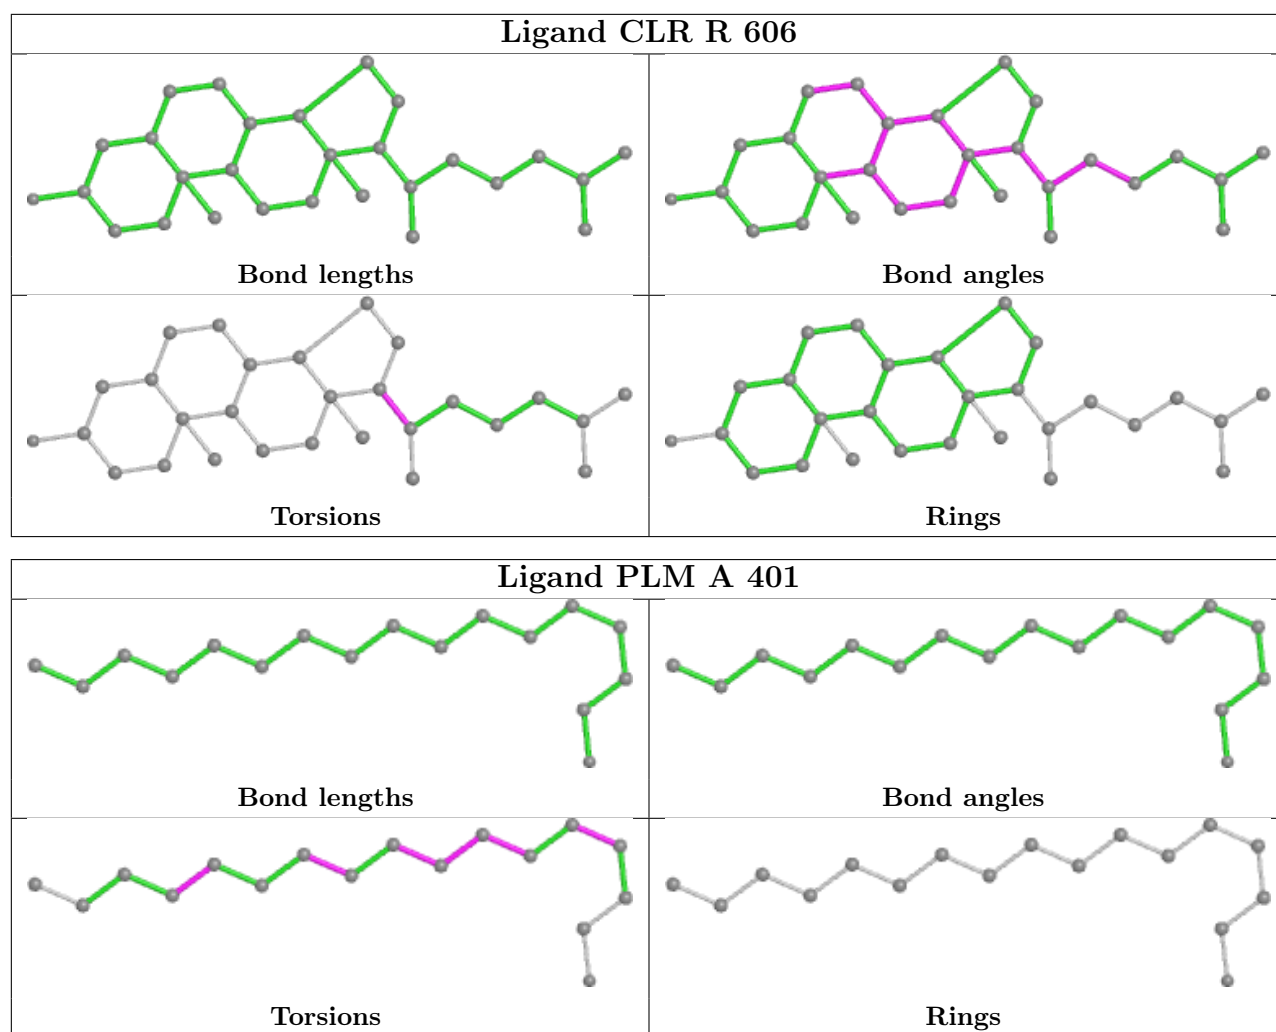 Ligand CLR R 606
Bond lengths
Bond angles
Torsions
Rings
Ligand PLM A 401
Bond lengths
Bond angles
Torsions
Rings